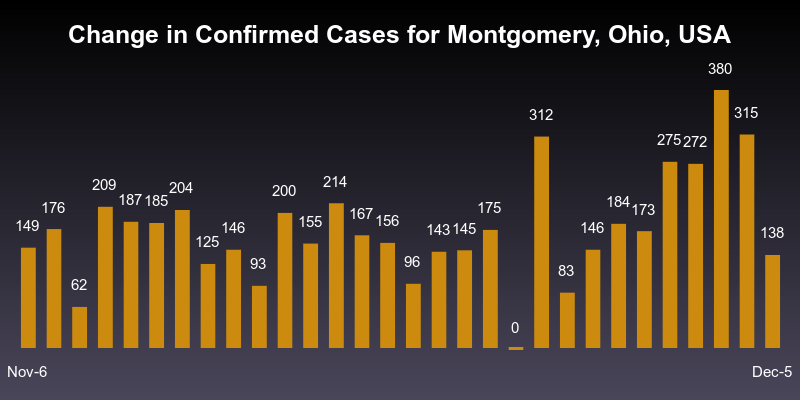 Change in Confirmed Cases for Montgomery, Ohio, USA
149 176 62 209 187 185 204 125 146 93 200 155 214 167 156 96 143 145 175 0 312 83 146 184 173 275 272 380 315 138
Nov-6 Dec-5